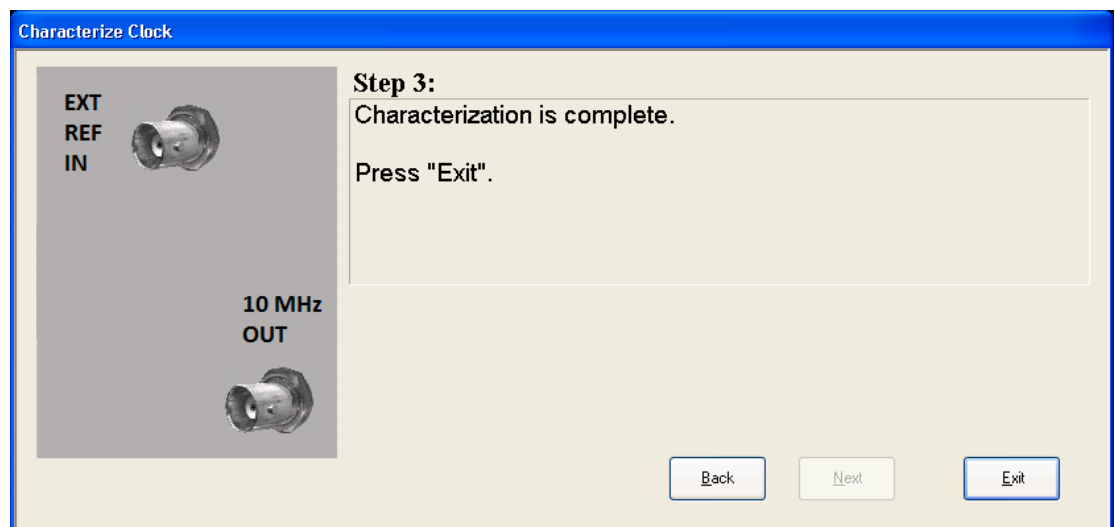 Characterize Clock
EXT
REF
IN
10 MHz
OUT
Step 3:
Characterization is complete.
Press "Exit".
Back
Next
Exit